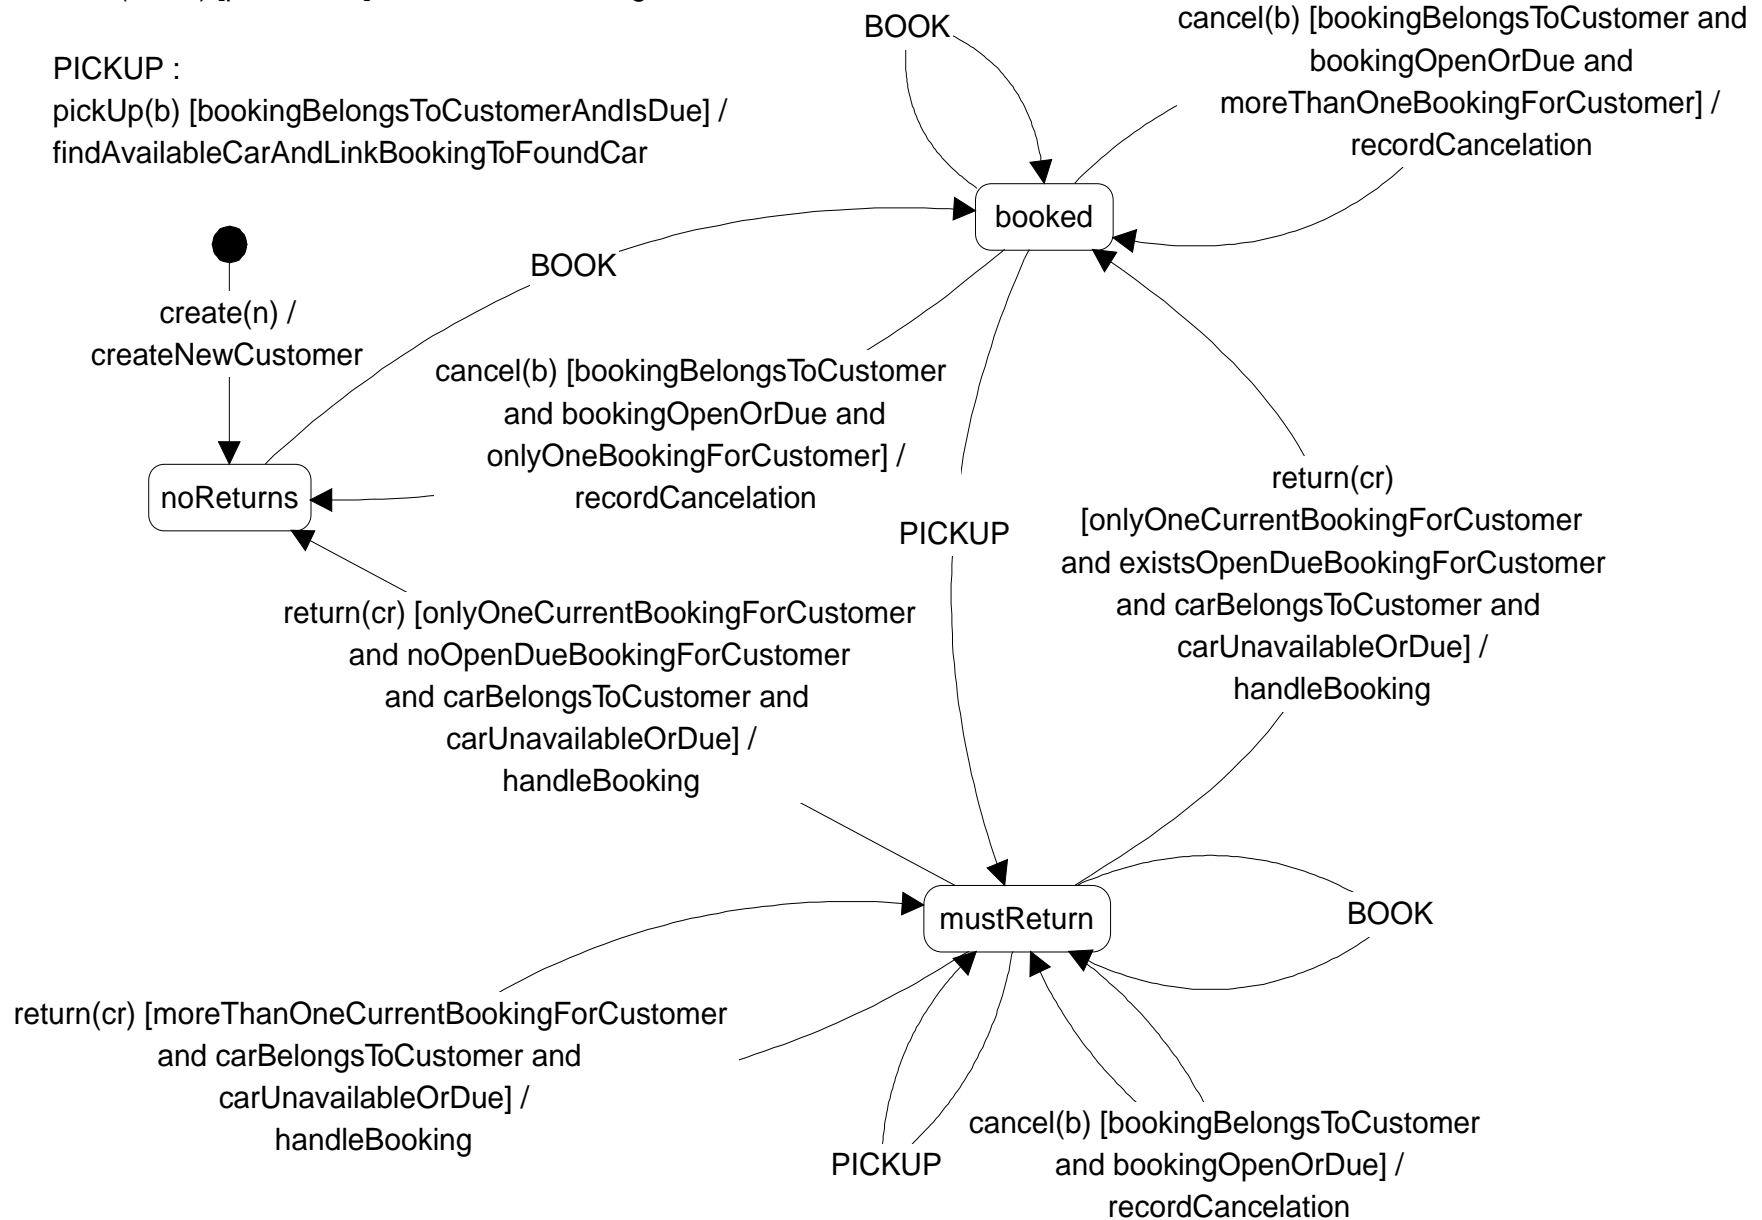 PICKUP :
pickUp(b) [bookingBelongsToCustomerAndIsDue] /
findAvailableCarAndLinkBookingToFoundCar
BOOK
cancel(b) [bookingBelongsToCustomer and
bookingOpenOrDue and
moreThanOneBookingForCustomer] /
recordCancelation
booked
BOOK
create(n) /
createNewCustomer
cancel(b) [bookingBelongsToCustomer
and bookingOpenOrDue and
onlyOneBookingForCustomer] /
recordCancelation
noReturns
PICKUP
return(cr)
[onlyOneCurrentBookingForCustomer
and existsOpenDueBookingForCustomer
and carBelongsToCustomer and
carUnavailableOrDue] /
handleBooking
return(cr) [onlyOneCurrentBookingForCustomer
and noOpenDueBookingForCustomer
and carBelongsToCustomer and
carUnavailableOrDue] /
handleBooking
mustReturn
BOOK
return(cr) [moreThanOneCurrentBookingForCustomer
and carBelongsToCustomer and
carUnavailableOrDue] /
handleBooking
PICKUP
cancel(b) [bookingBelongsToCustomer
and bookingOpenOrDue] /
recordCancelation